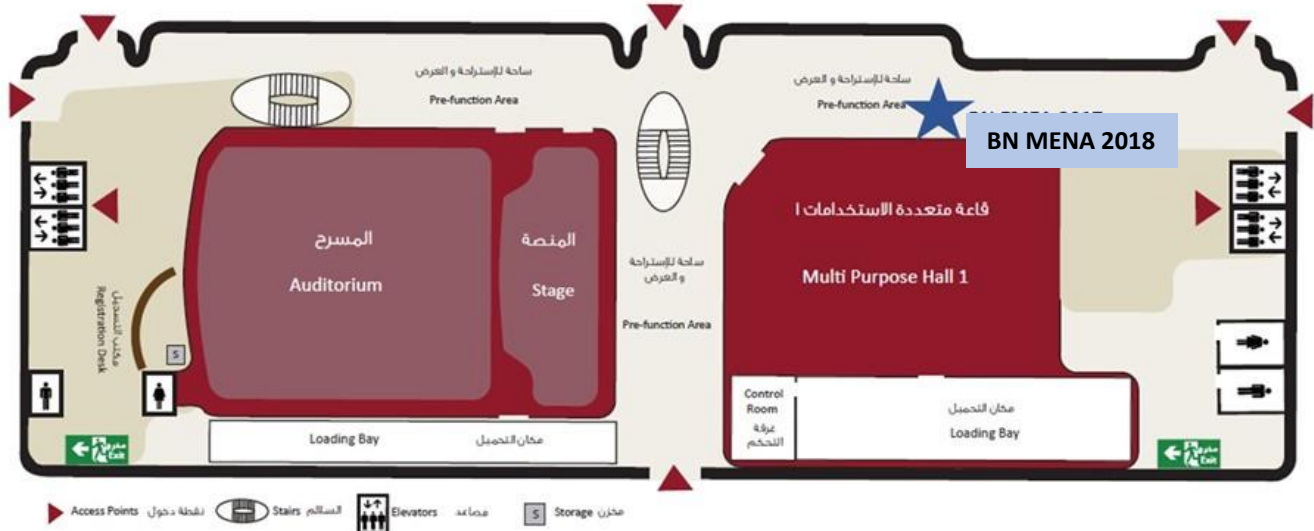 ساحة للإستراحة و العرض
Pre-function Area
ساحة للإستراحة و العرض
Pre-function Area
BN MENA 2018
المسرح
Auditorium
المنصة
Stage
ساحة للإستراحة
و العرض
Pre-function Area
قاعة متعددة الاستخدامات ا
Multi Purpose Hall 1
مكتب التسجيل
Registration Desk
S
Control
Room
غرفة
التحكم
مكان التحميل
Loading Bay
Loading Bay مكان التحميل
مخرج
Exit
مخرج
Exit
Access Points نقطة دخول Stairs السلالم Elevators مصاعد S Storage مخزن